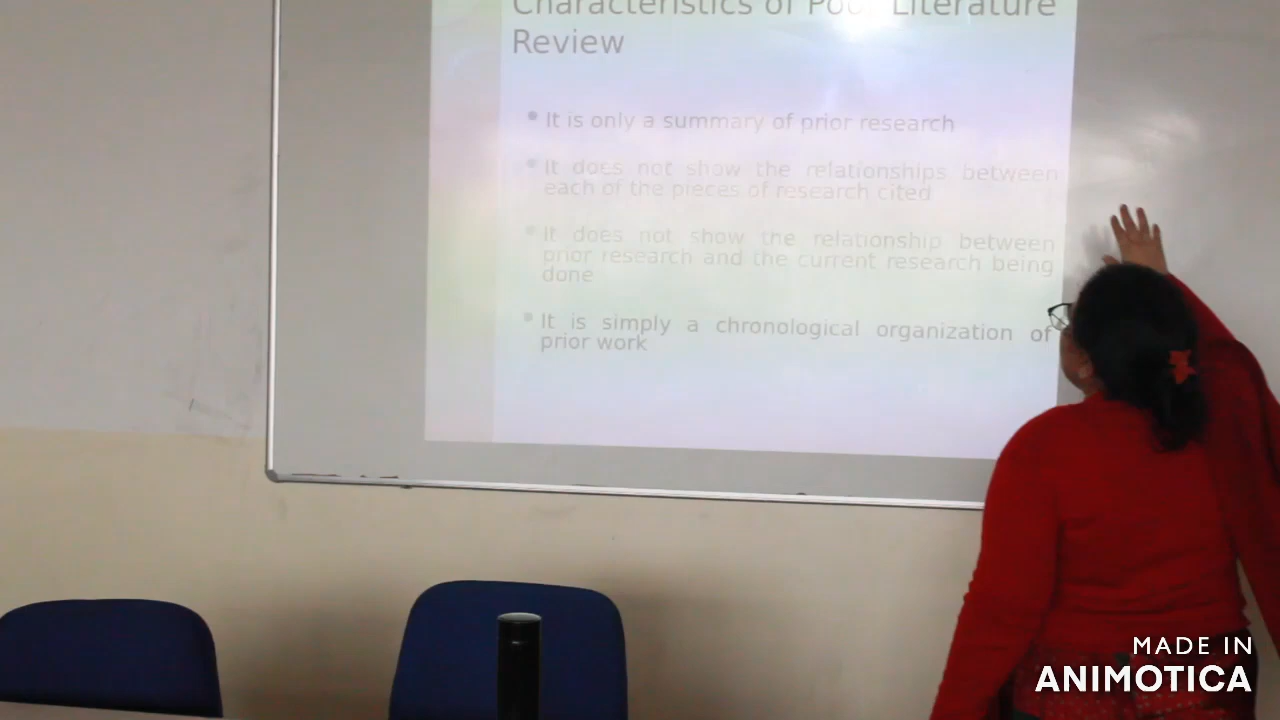 Characteristics of Poor Literature
Review
It is only a summary of prior research
It does not show the relationships between
each of the pieces of research cited
It does not show the relationship between
prior research and the current research being
done
It is simply a chronological organization of
prior work
MADE IN
ANIMOTICA